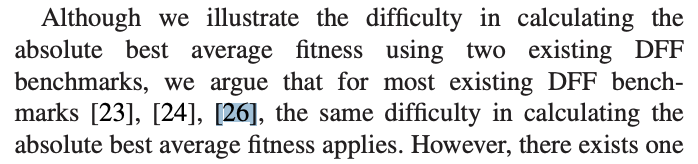 Although we illustrate the difficulty in calculating the
absolute best average fitness using two existing DFF
benchmarks, we argue that for most existing DFF bench-
marks [23], [24], [26], the same difficulty in calculating the
absolute best average fitness applies. However, there exists one